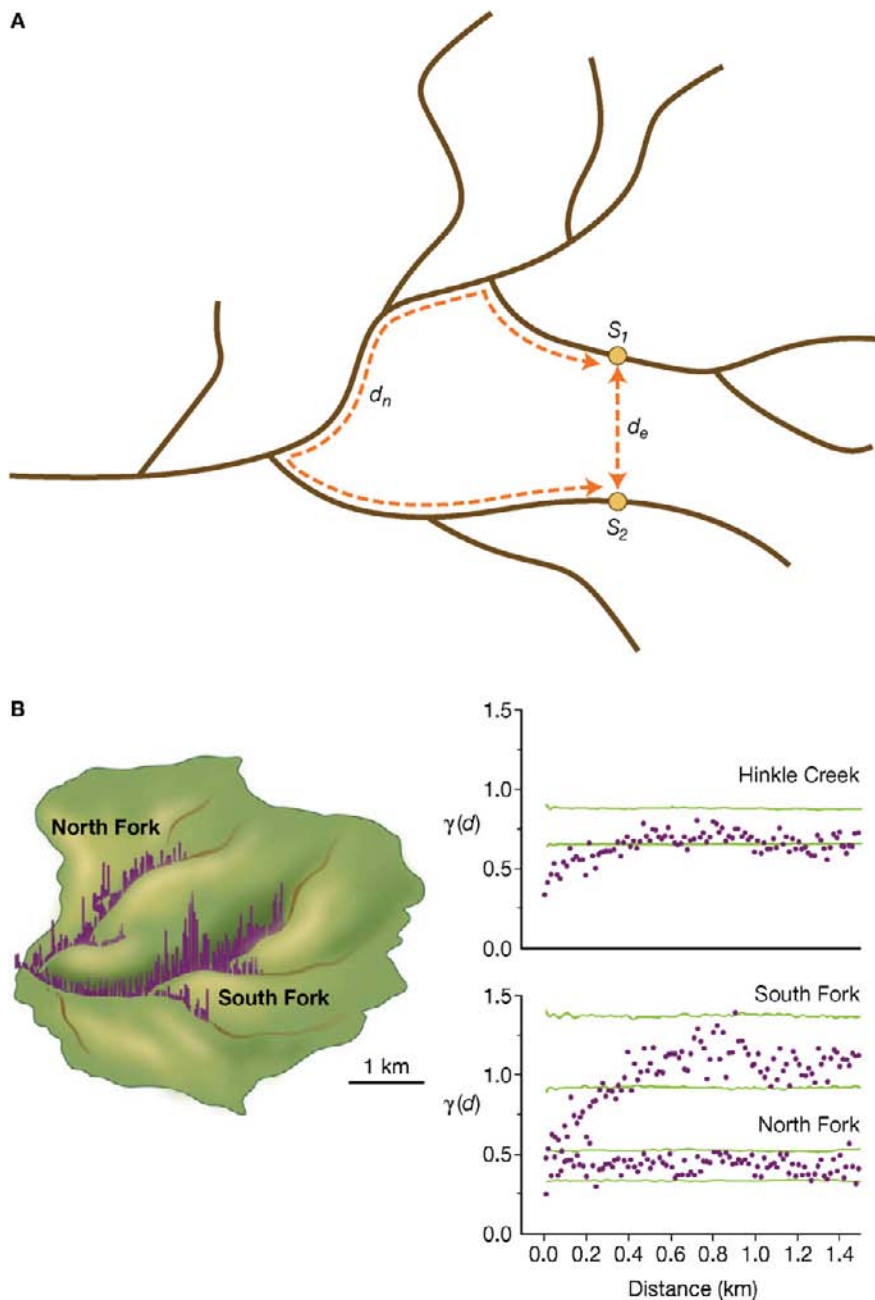 A
S1
dn
de
S2
B
North Fork
South Fork
1 km
1.5
Hinkle Creek
1.0
γ(d)
0.5
0.0
1.5
South Fork
1.0
γ(d)
North Fork
0.5
0.0
0.0 0.2 0.4 0.6 0.8 1.0 1.2 1.4
Distance (km)